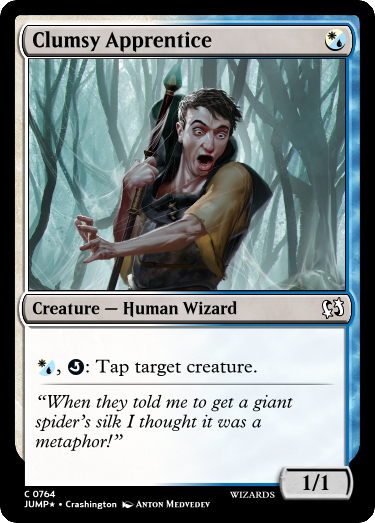 Clumsy Apprentice
Creature — Human Wizard
, : Tap target creature.
“When they told me to get a giant
spider’s silk I thought it was a
metaphor!”
1/1
C 0764
JUMP★ • Crashington Anton Medvedev
WIZARDS